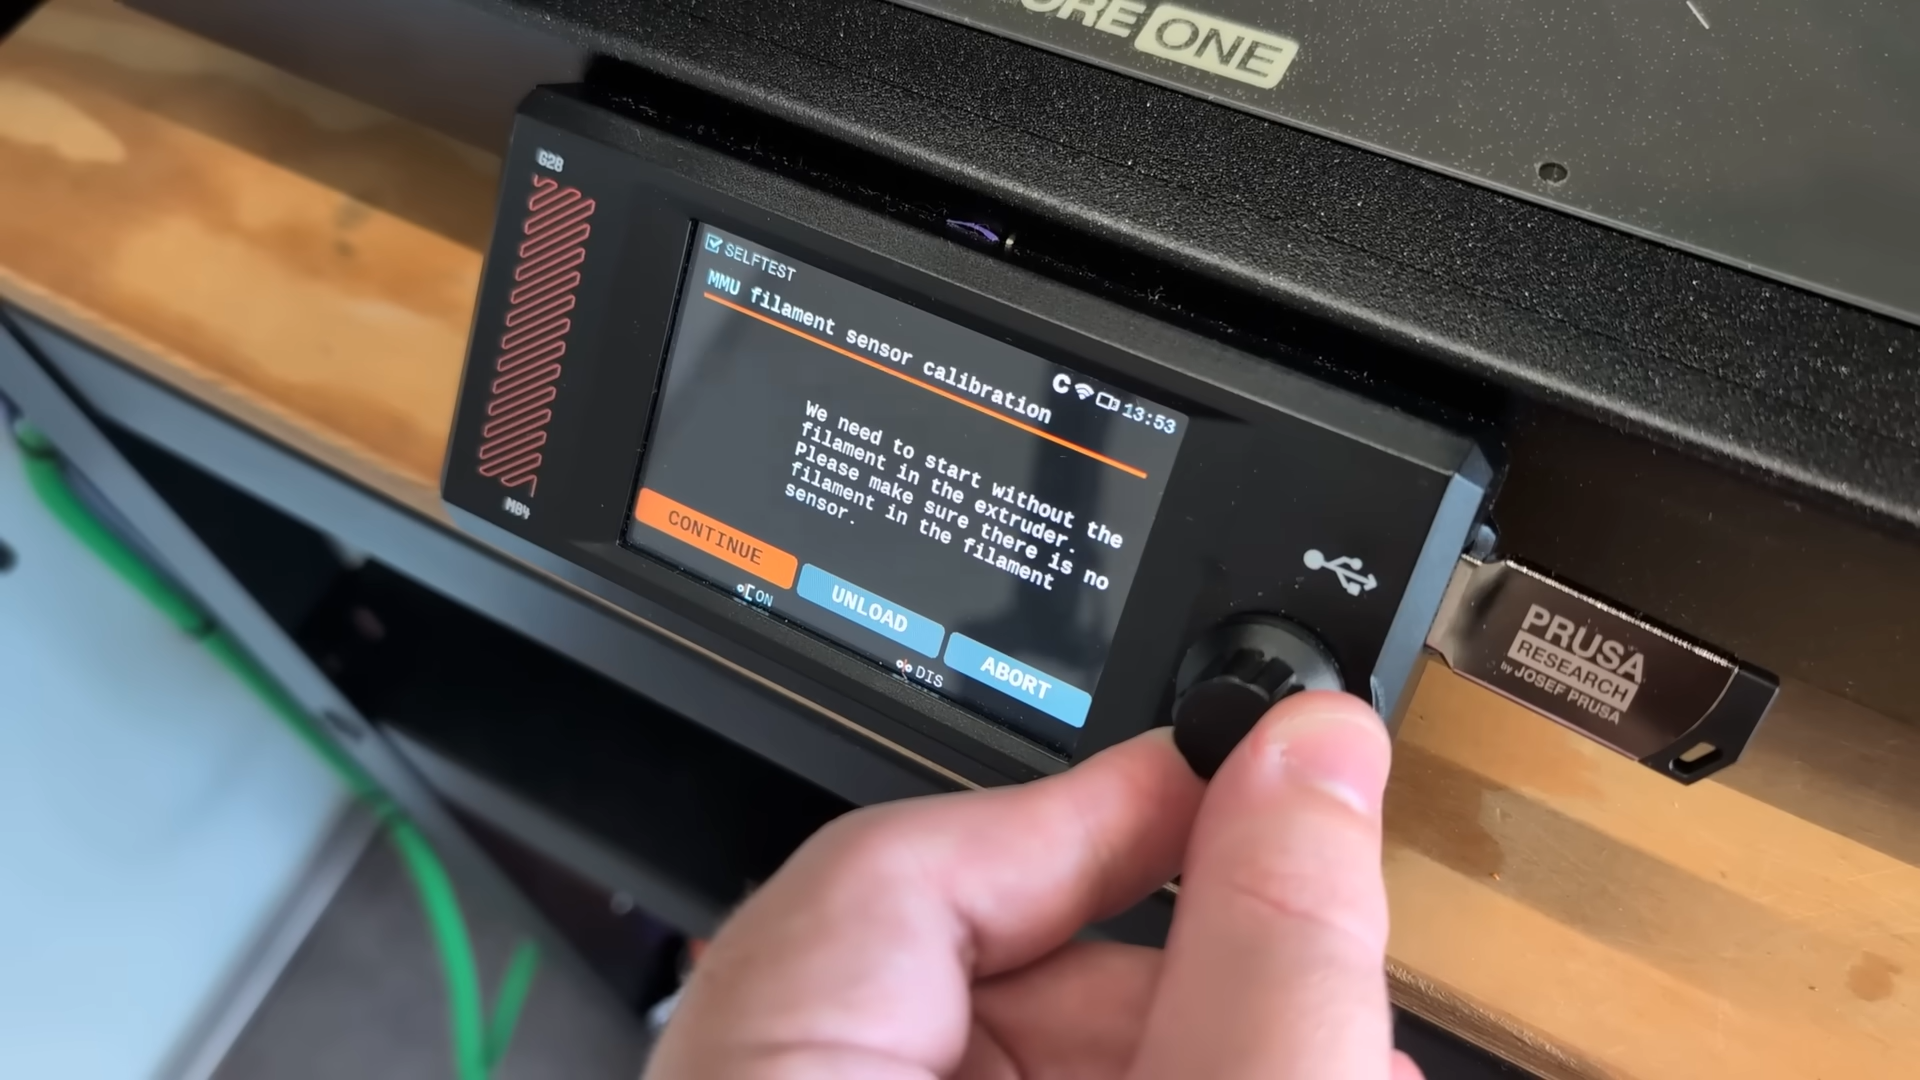 ONE
G28
SELFTEST
MMU filament sensor calibration
C 13:53
We need to start without the
filament in the extruder.
Please make sure there is no
filament in the filament
sensor.
CONTINUE
UNLOAD
ABORT
ON
DIS
M84
PRUSA
RESEARCH
by JOSEF PRUSA